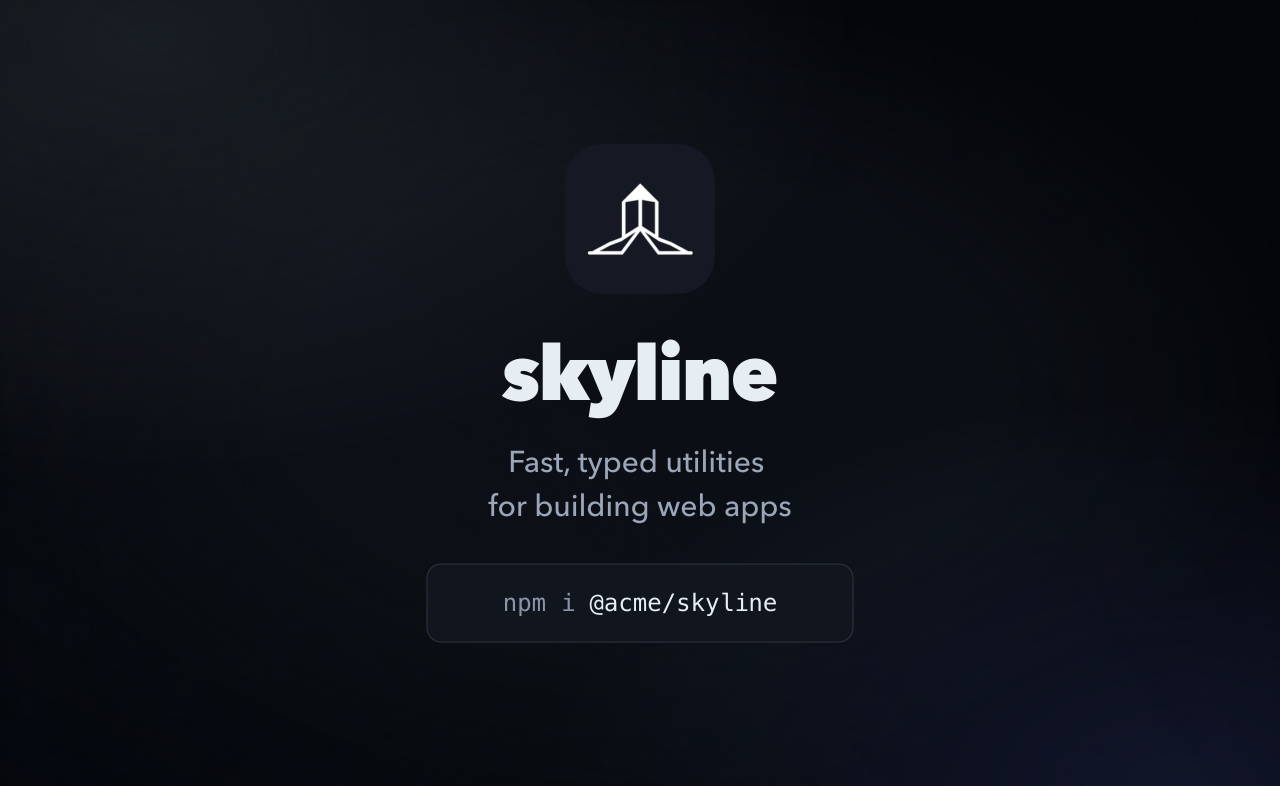 skyline
Fast, typed utilities
for building web apps
npm i @acme/skyline